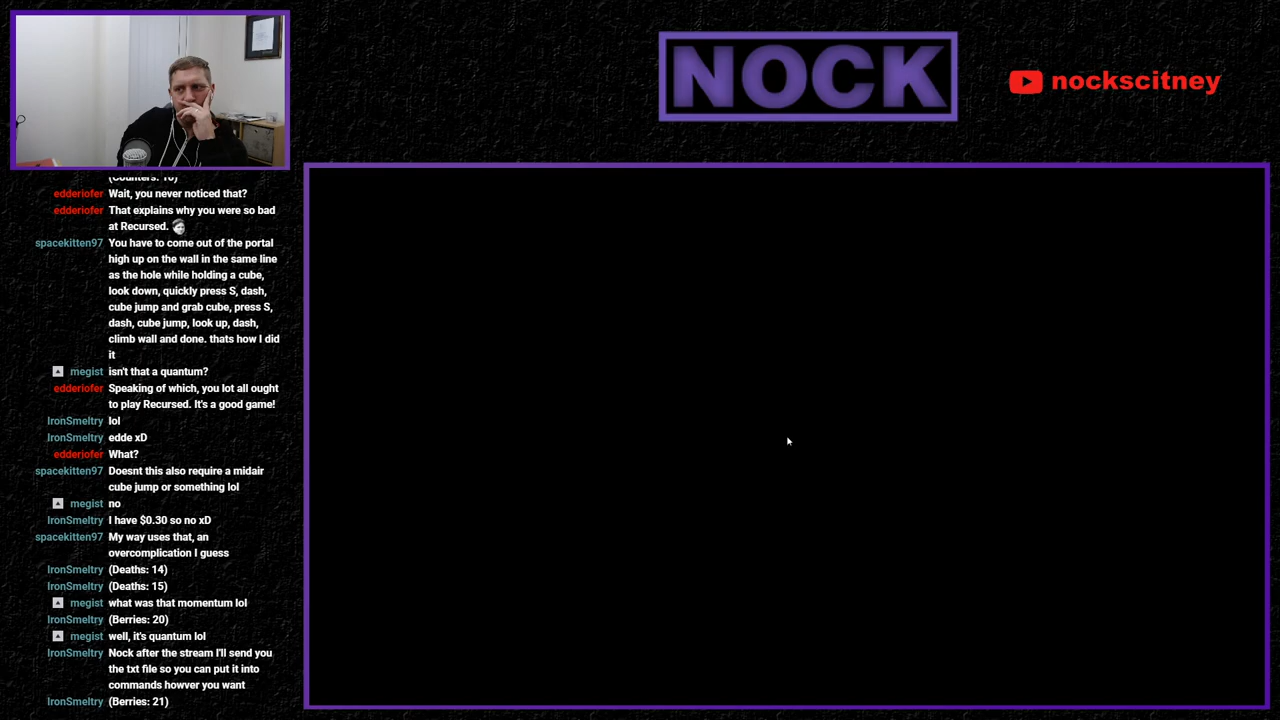 NOCK
nockscitney
(Counters: 10)
edderiofer Wait, you never noticed that?
edderiofer That explains why you were so bad
at Recursed.
spacekitten97 You have to come out of the portal
high up on the wall in the same line
as the hole while holding a cube,
look down, quickly press S, dash,
cube jump and grab cube, press S,
dash, cube jump, look up, dash,
climb wall and done. thats how I did
it
megist isn't that a quantum?
edderiofer Speaking of which, you lot all ought
to play Recursed. It's a good game!
IronSmeltry lol
IronSmeltry edde xD
edderiofer What?
spacekitten97 Doesnt this also require a midair
cube jump or something lol
megist no
IronSmeltry I have $0.30 so no xD
spacekitten97 My way uses that, an
overcomplication I guess
IronSmeltry (Deaths: 14)
IronSmeltry (Deaths: 15)
megist what was that momentum lol
IronSmeltry (Berries: 20)
megist well, it's quantum lol
IronSmeltry Nock after the stream I'll send you
the txt file so you can put it into
commands howver you want
IronSmeltry (Berries: 21)